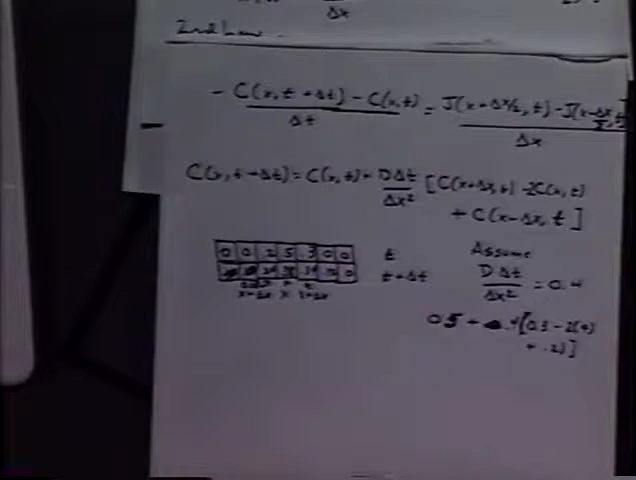 Δx
2nd Law
- C(x, t + Δt) - C(x, t) / Δt = J(x + Δx/2, t) - J(x - Δx/2, t) / Δx
C(x, t + Δt) = C(x, t) + DΔt / Δx² [C(x+Δx, t) - 2C(x, t)
+ C(x-Δx, t]
0 0 .2 5 .3 0 0 t Assume
0 t + Δt DΔt / Δx² = 0.4
x-Δx x x+Δx
0.5 + .4[0.3 - 2(
+ .2)]